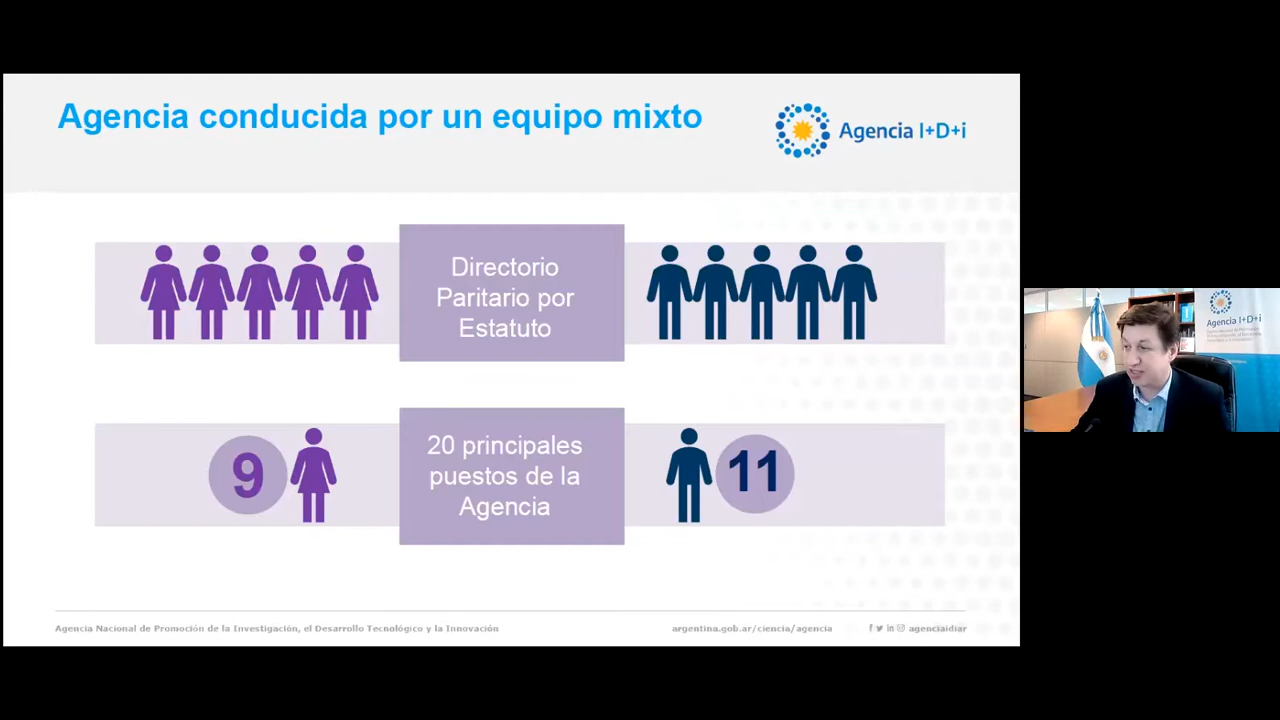 Agencia conducida por un equipo mixto
Agencia I+D+i
Directorio
Paritario por
Estatuto
9
20 principales
puestos de la
Agencia
11
Agencia Nacional de Promoción de la Investigación, el Desarrollo Tecnológico y la Innovación
argentina.gob.ar/ciencia/agencia
agenciaidiar
Agencia I+D+i